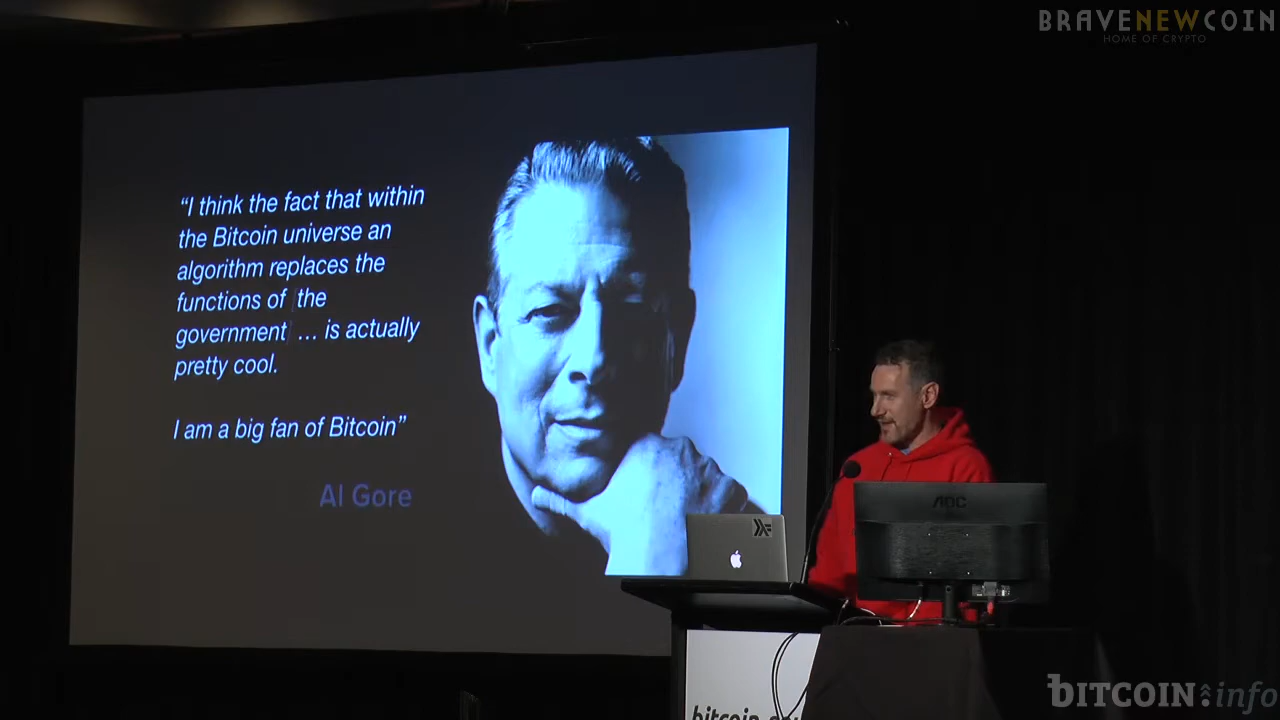 BRAVENEWCOIN
HOME OF CRYPTO
“I think the fact that within
the Bitcoin universe an
algorithm replaces the
functions of the
government ... is actually
pretty cool.
I am a big fan of Bitcoin”
Al Gore
AOC
bitcoin
BITCOIN:info